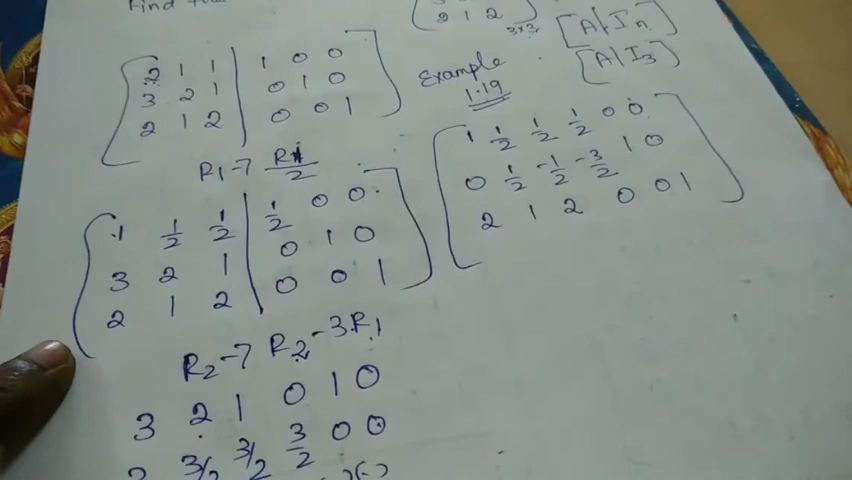 Find
2 1 2
3x3
[A|In]
[A|I3]
Example
1.19
2 1 1 | 1 0 0
3 2 1 | 0 1 0
2 1 2 | 0 0 1
R1→ R1/2
1 1/2 1/2 | 1/2 0 0
3 2 1 | 0 1 0
2 1 2 | 0 0 1
R2→ R2-3R1
3 2 1 0 1 0
3 3/2 3/2 3/2 0 0
(-)
1 1/2 1/2 1/2 0 0
0 1/2 -1/2 -3/2 1 0
2 1 2 0 0 1